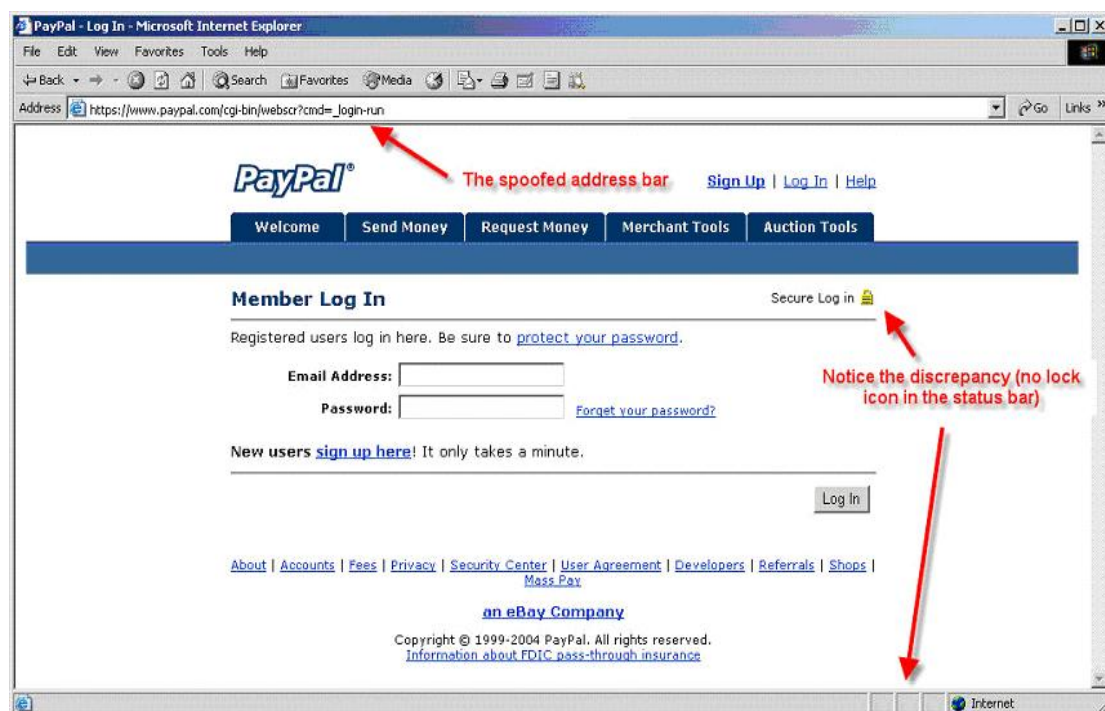 PayPal - Log In - Microsoft Internet Explorer
File Edit View Favorites Tools Help
Back Search Favorites Media
Address https://www.paypal.com/cgi-bin/webscr?cmd=_login-run Go Links »
PayPal®
The spoofed address bar
Sign Up | Log In | Help
Welcome Send Money Request Money Merchant Tools Auction Tools
Member Log In
Secure Log in
Registered users log in here. Be sure to protect your password.
Email Address:
Notice the discrepancy (no lock
icon in the status bar)
Password:
Forget your password?
New users sign up here! It only takes a minute.
Log In
About | Accounts | Fees | Privacy | Security Center | User Agreement | Developers | Referrals | Shops |
Mass Pay
an eBay Company
Copyright © 1999-2004 PayPal. All rights reserved.
Information about FDIC pass-through insurance
Internet